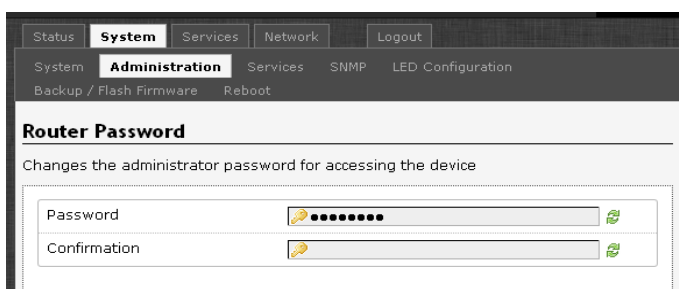 Status System Services Network Logout
System Administration Services SNMP LED Configuration
Backup / Flash Firmware Reboot
Router Password
Changes the administrator password for accessing the device
Password ●●●●●●●●
Confirmation